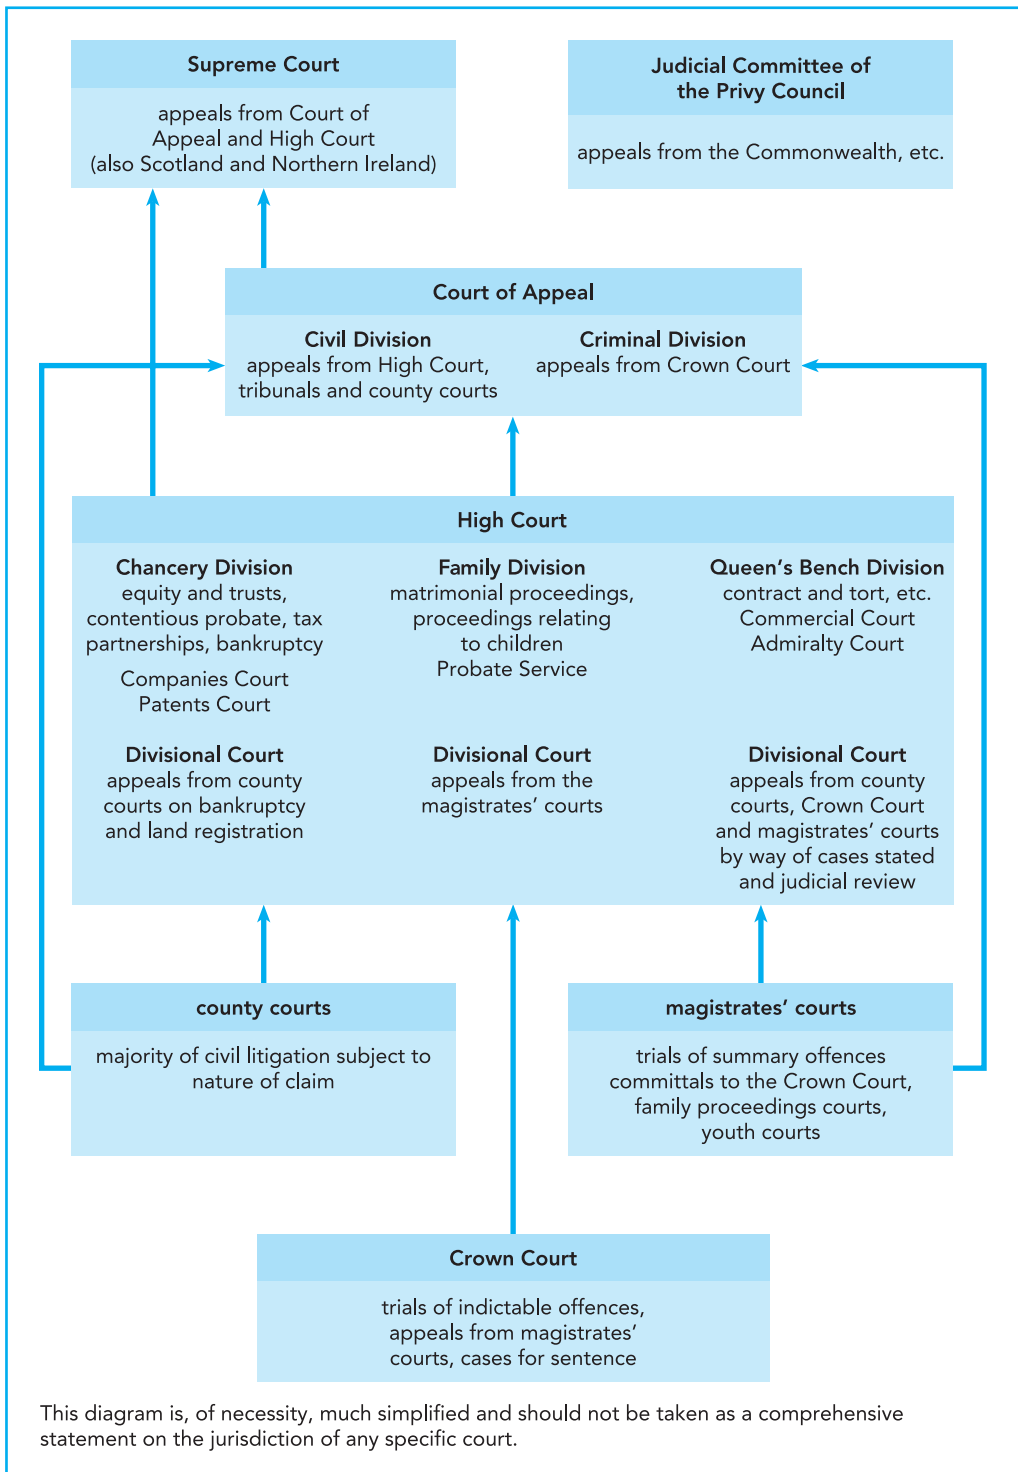 Supreme Court
appeals from Court of
Appeal and High Court
(also Scotland and Northern Ireland)
Judicial Committee of
the Privy Council
appeals from the Commonwealth, etc.
Court of Appeal
Civil Division
appeals from High Court,
tribunals and county courts
Criminal Division
appeals from Crown Court
High Court
Chancery Division
equity and trusts,
contentious probate, tax
partnerships, bankruptcy
Companies Court
Patents Court
Divisional Court
appeals from county
courts on bankruptcy
and land registration
Family Division
matrimonial proceedings,
proceedings relating
to children
Probate Service
Divisional Court
appeals from the
magistrates’ courts
Queen’s Bench Division
contract and tort, etc.
Commercial Court
Admiralty Court
Divisional Court
appeals from county
courts, Crown Court
and magistrates’ courts
by way of cases stated
and judicial review
county courts
majority of civil litigation subject to
nature of claim
magistrates’ courts
trials of summary offences
committals to the Crown Court,
family proceedings courts,
youth courts
Crown Court
trials of indictable offences,
appeals from magistrates’
courts, cases for sentence
This diagram is, of necessity, much simplified and should not be taken as a comprehensive
statement on the jurisdiction of any specific court.